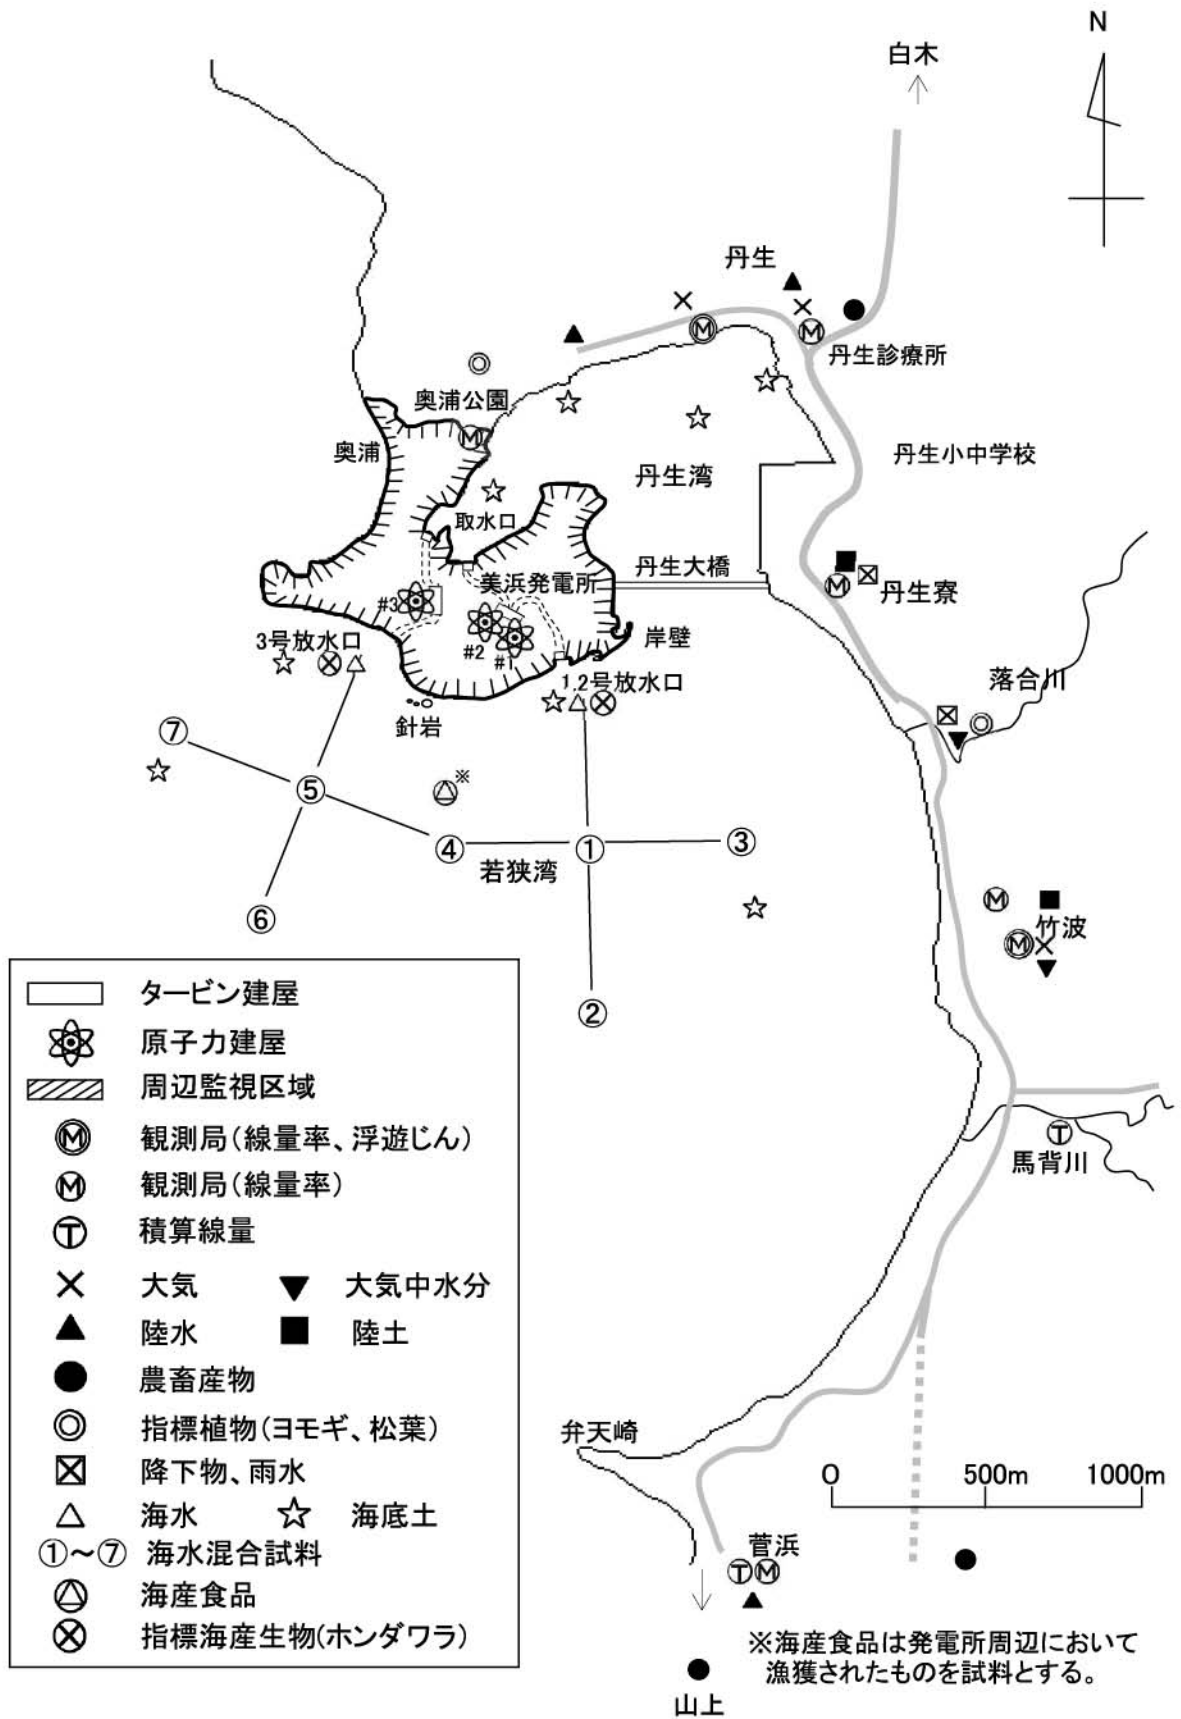 N
白木
丹生
丹生診療所
奥浦公園
奥浦
丹生小中学校
丹生湾
取水口
丹生大橋
美浜発電所
丹生寮
#3
#2
#1
3号放水口
岸壁
1,2号放水口
落合川
針岩
⑦
⑤
※
④
①
③
若狭湾
⑥
竹波
②
馬背川
弁天崎
菅浜
山上
0 500m 1000m
タービン建屋
原子力建屋
周辺監視区域
Ⓜ 観測局(線量率、浮遊じん)
Ⓜ 観測局(線量率)
Ⓣ 積算線量
大気 大気中水分
陸水 陸土
農畜産物
指標植物(ヨモギ、松葉)
降下物、雨水
海水 海底土
①～⑦ 海水混合試料
海産食品
指標海産生物(ホンダワラ)
※海産食品は発電所周辺において
漁獲されたものを試料とする。